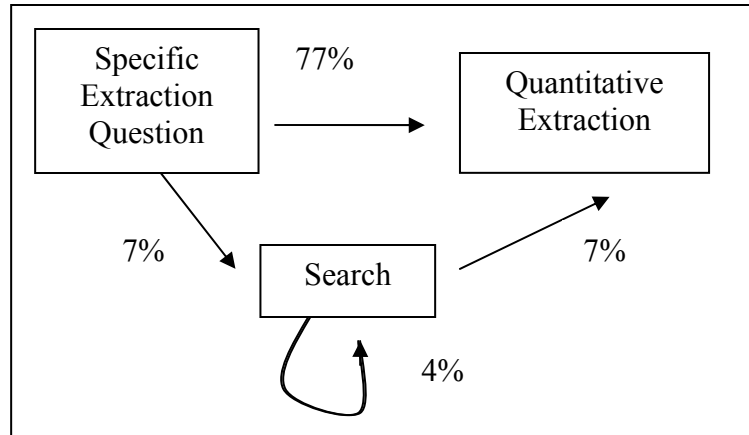 Specific
Extraction
Question
77%
Quantitative
Extraction
7%
Search
7%
4%